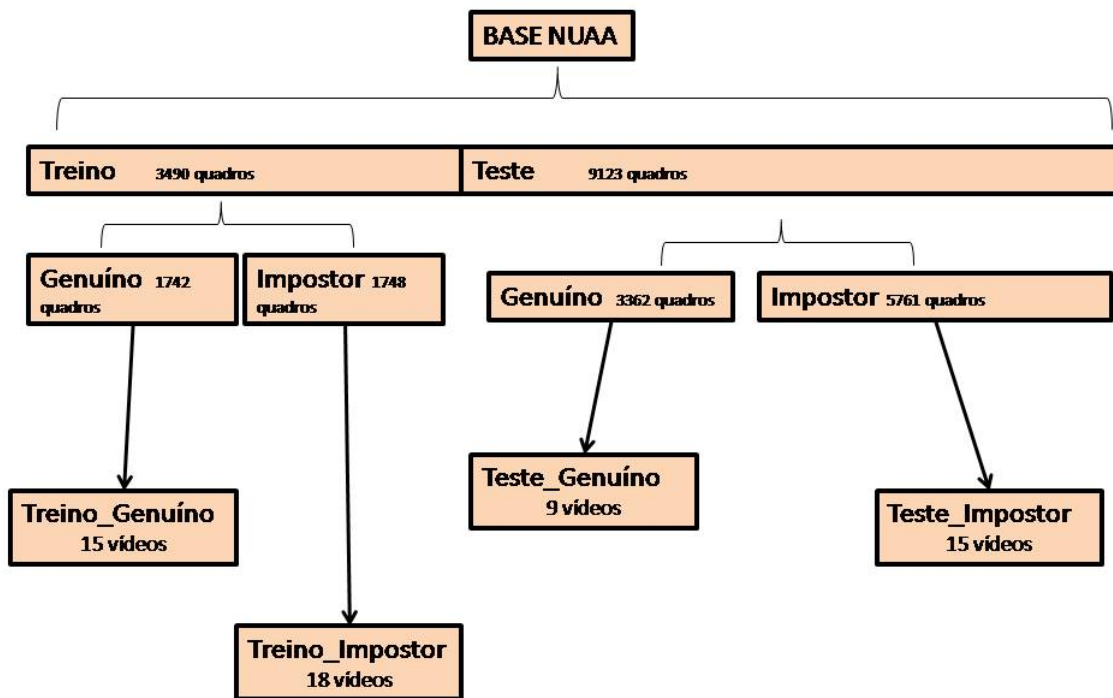 BASE NUAA
Treino 3490 quadros
Teste 9123 quadros
Genuíno 1742
quadros
Impostor 1748
quadros
Genuíno 3362 quadros
Impostor 5761 quadros
Teste_Genuíno
9 vídeos
Treino_Genuíno
15 vídeos
Teste_Impostor
15 vídeos
Treino_Impostor
18 vídeos